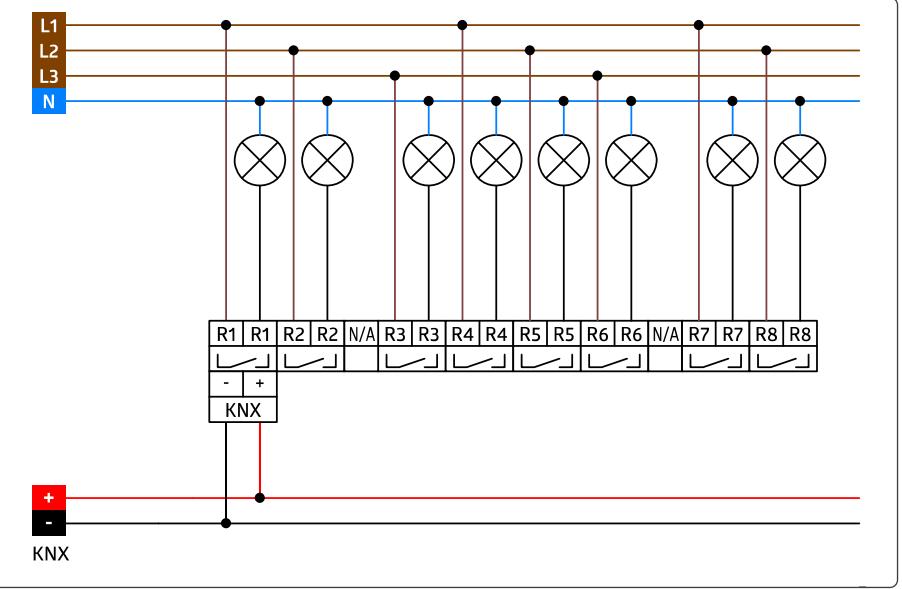 L1
L2
L3
N
R1 R1 R2 R2 N/A R3 R3 R4 R4 R5 R5 R6 R6 N/A R7 R7 R8 R8
- +
KNX
+
-
KNX